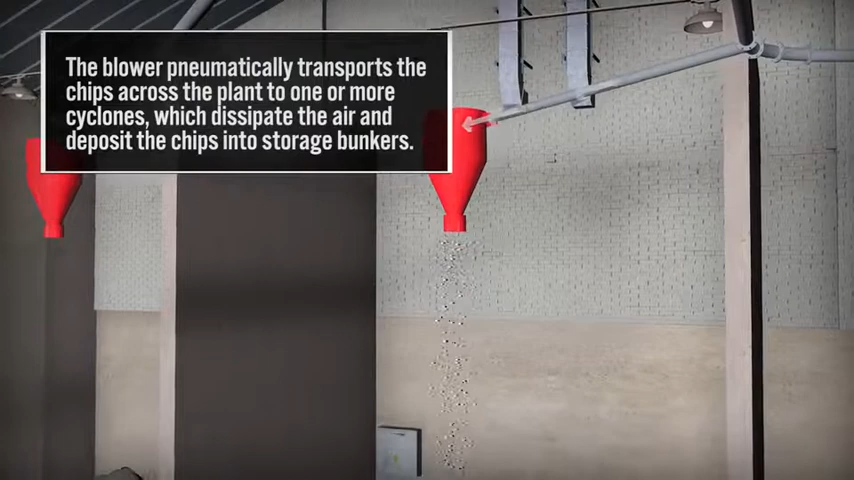 The blower pneumatically transports the
chips across the plant to one or more
cyclones, which dissipate the air and
deposit the chips into storage bunkers.